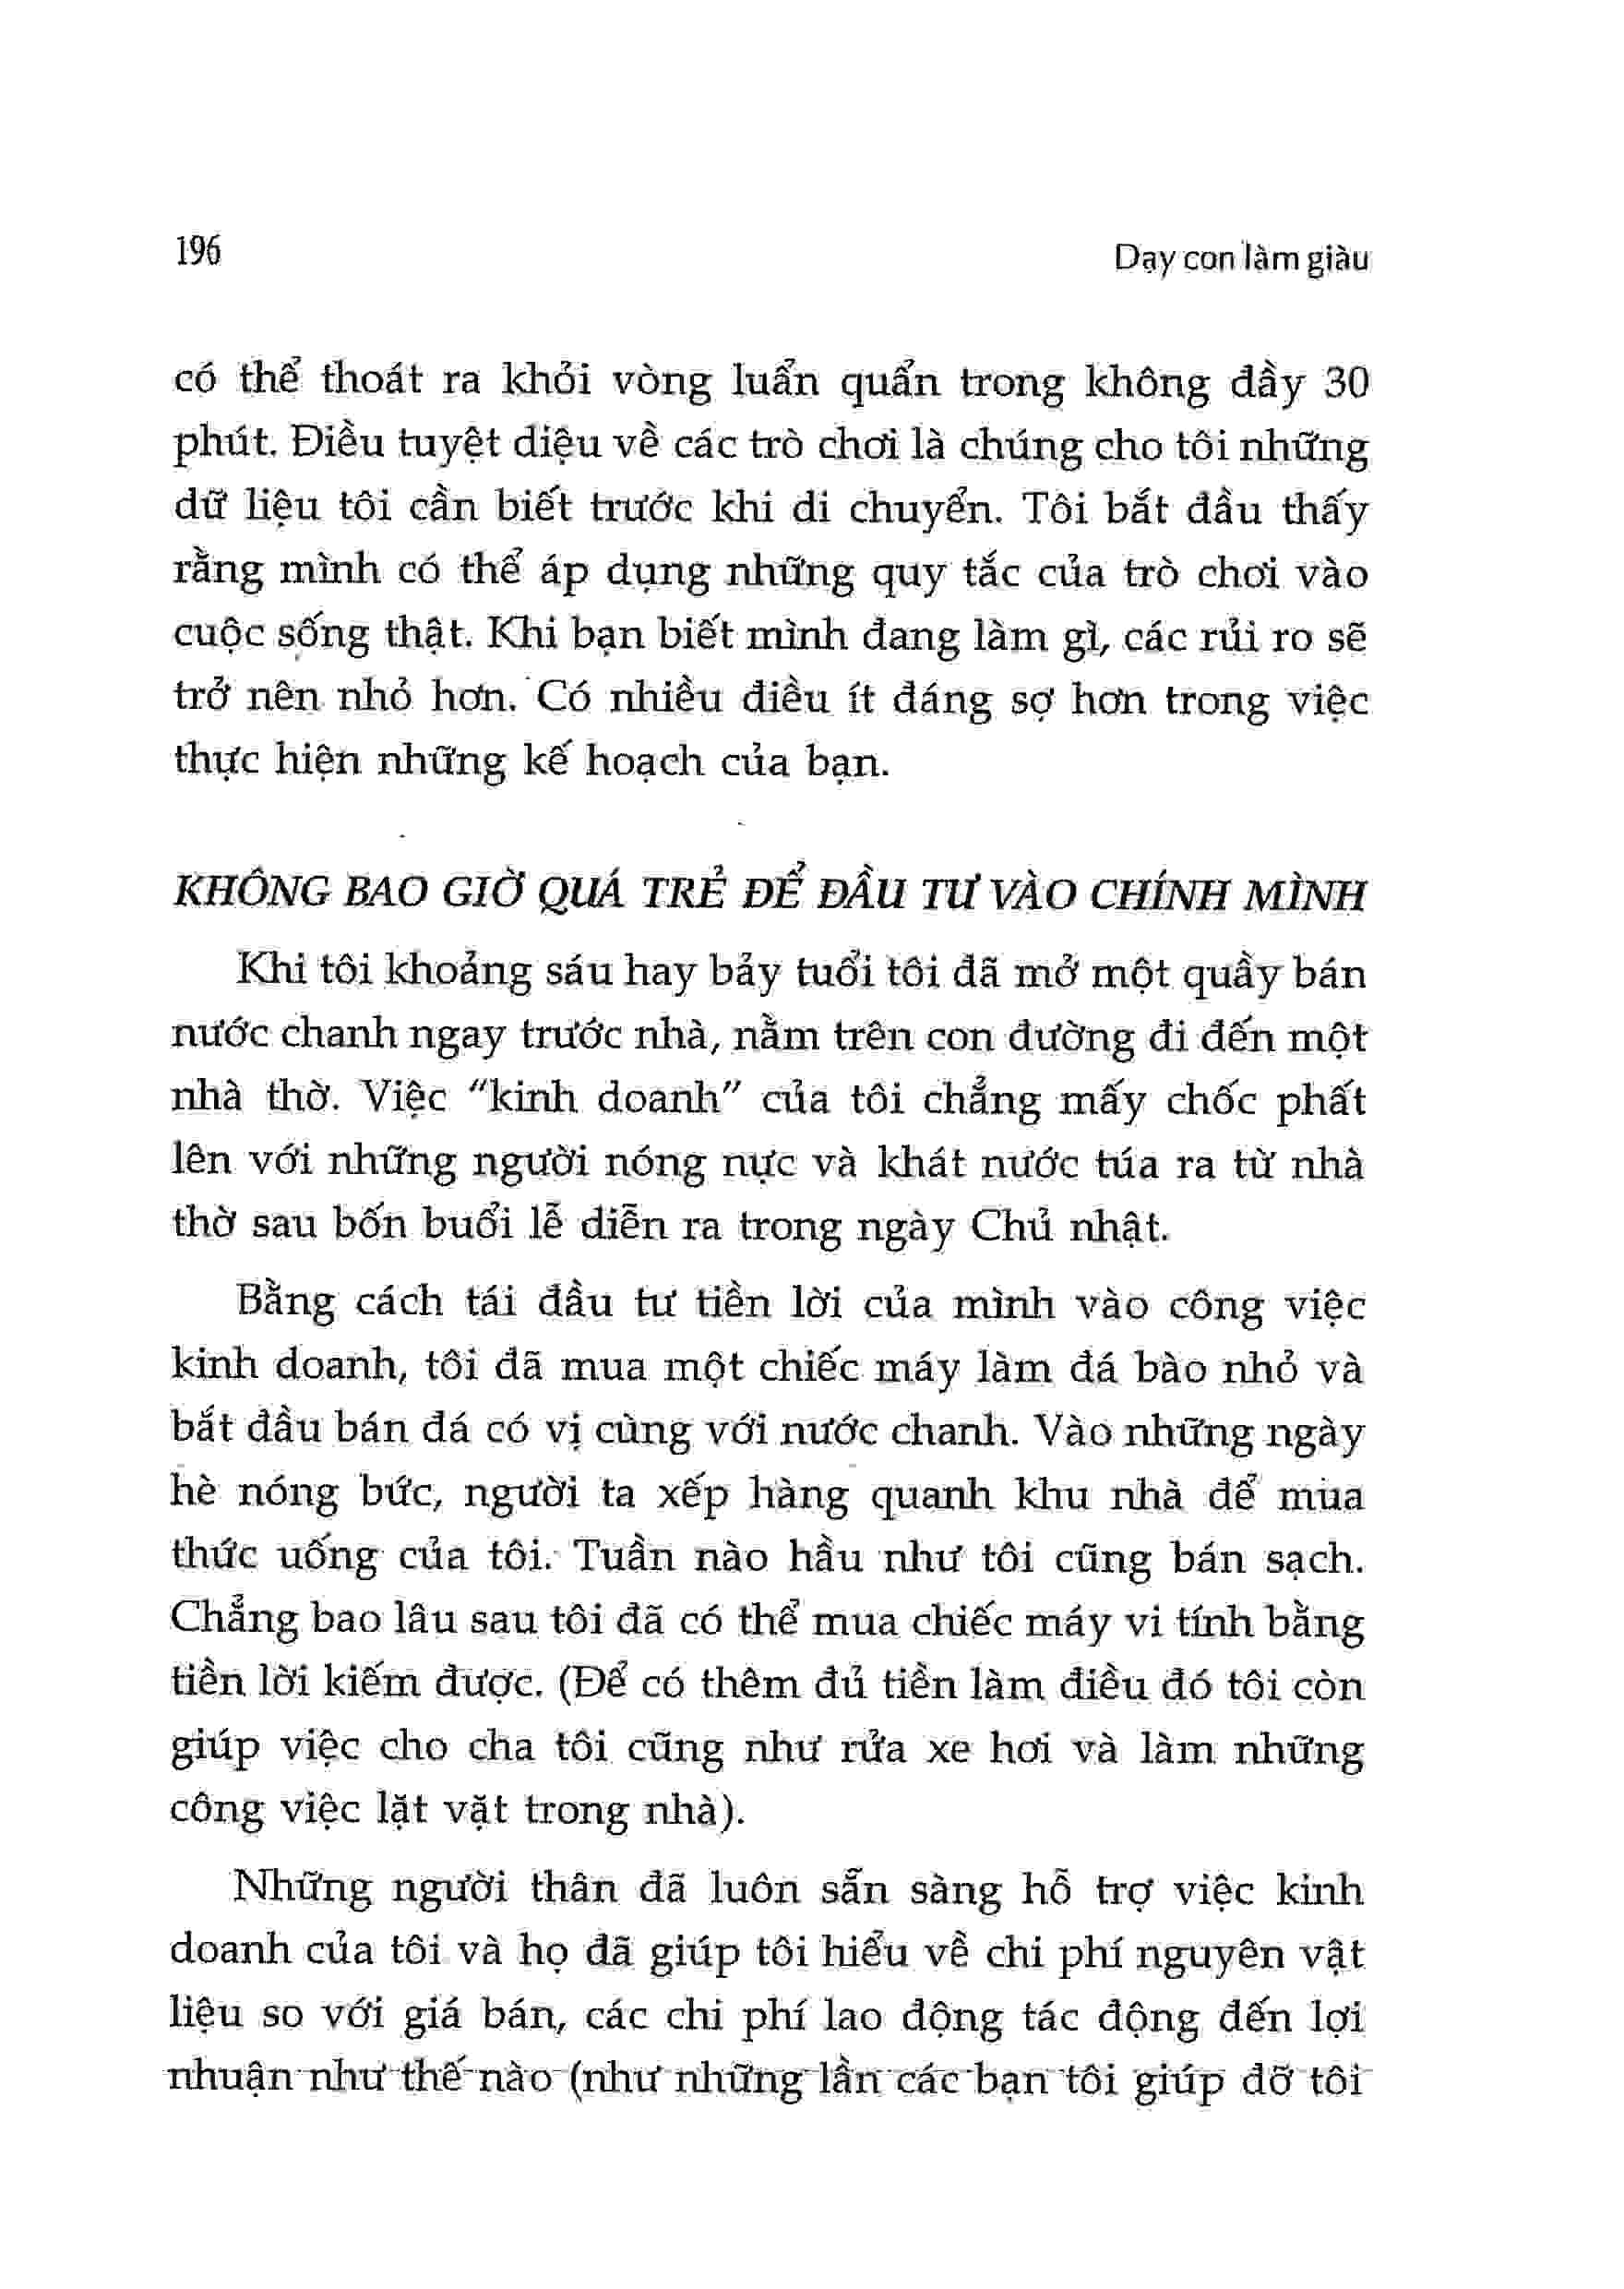 196
Dạy con làm giàu
có thể thoát ra khỏi vòng luẩn quẩn trong không đầy 30
phút. Điều tuyệt diệu về các trò chơi là chúng cho tôi những
dữ liệu tôi cần biết trước khi di chuyển. Tôi bắt đầu thấy
rằng mình có thể áp dụng những quy tắc của trò chơi vào
cuộc sống thật. Khi bạn biết mình đang làm gì, các rủi ro sẽ
trở nên nhỏ hơn. Có nhiều điều ít đáng sợ hơn trong việc
thực hiện những kế hoạch của bạn.
KHÔNG BAO GIỜ QUÁ TRẺ ĐỂ ĐẦU TƯ VÀO CHÍNH MÌNH
Khi tôi khoảng sáu hay bảy tuổi tôi đã mở một quầy bán
nước chanh ngay trước nhà, nằm trên con đường đi đến một
nhà thờ. Việc "kinh doanh" của tôi chẳng mấy chốc phất
lên với những người nóng nực và khát nước túa ra từ nhà
thờ sau bốn buổi lễ diễn ra trong ngày Chủ nhật.
Bằng cách tái đầu tư tiền lời của mình vào công việc
kinh doanh, tôi đã mua một chiếc máy làm đá bào nhỏ và
bắt đầu bán đá có vị cùng với nước chanh. Vào những ngày
hè nóng bức, người ta xếp hàng quanh khu nhà để mua
thức uống của tôi. Tuần nào hầu như tôi cũng bán sạch.
Chẳng bao lâu sau tôi đã có thể mua chiếc máy vi tính bằng
tiền lời kiếm được. (Để có thêm đủ tiền làm điều đó tôi còn
giúp việc cho cha tôi cũng như rửa xe hơi và làm những
công việc lặt vặt trong nhà).
Những người thân đã luôn sẵn sàng hỗ trợ việc kinh
doanh của tôi và họ đã giúp tôi hiểu về chi phí nguyên vật
liệu so với giá bán, các chi phí lao động tác động đến lợi
nhuận như thế nào (như những lần các bạn tôi giúp đỡ tôi